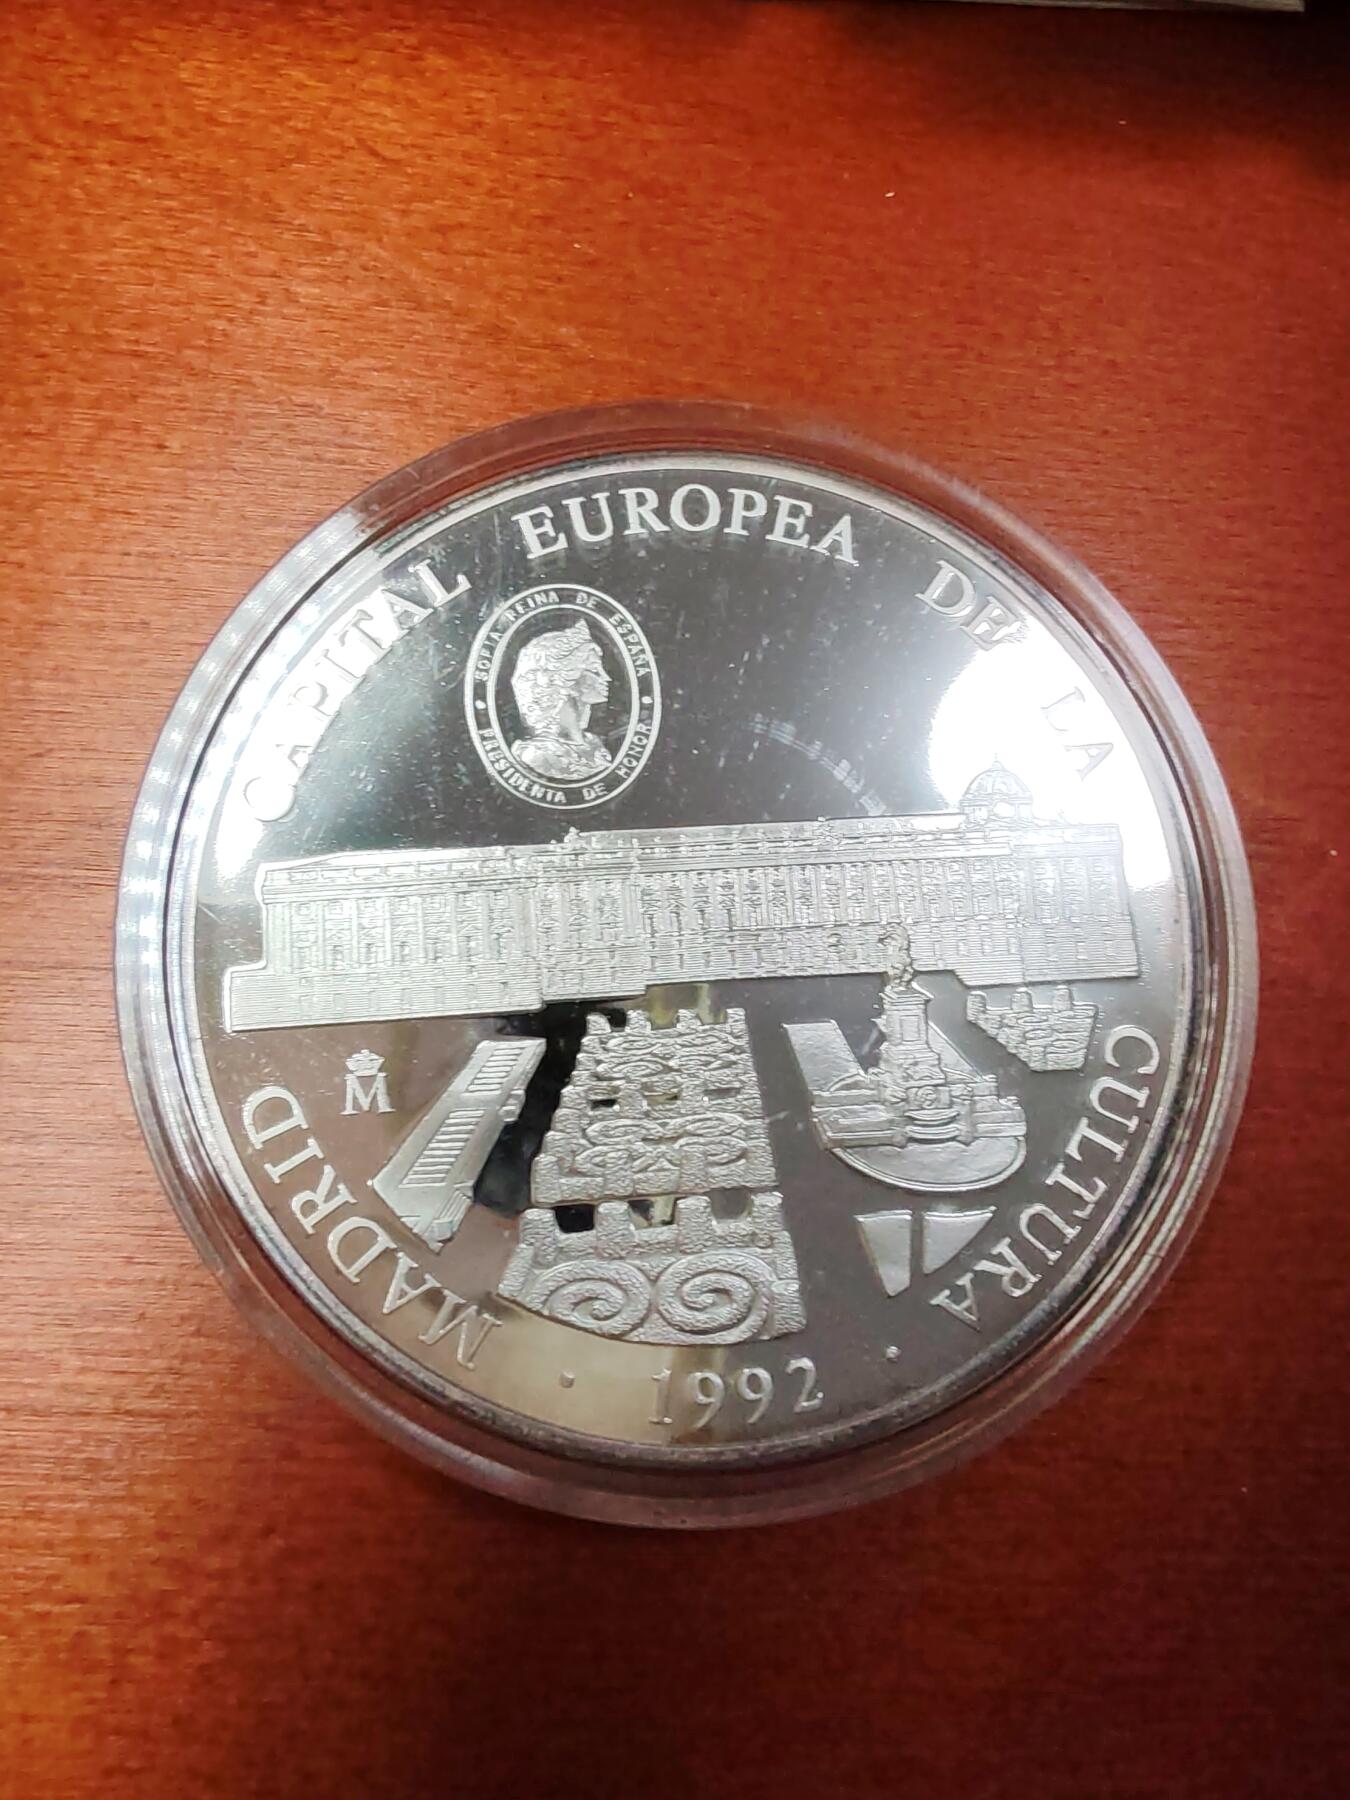 MADRID CAPITAL EUROPEA DE LA CULTURA
· 1992 ·
SOFIA REINA DE ESPAÑA
• PRESIDENTA DE HONOR •
M